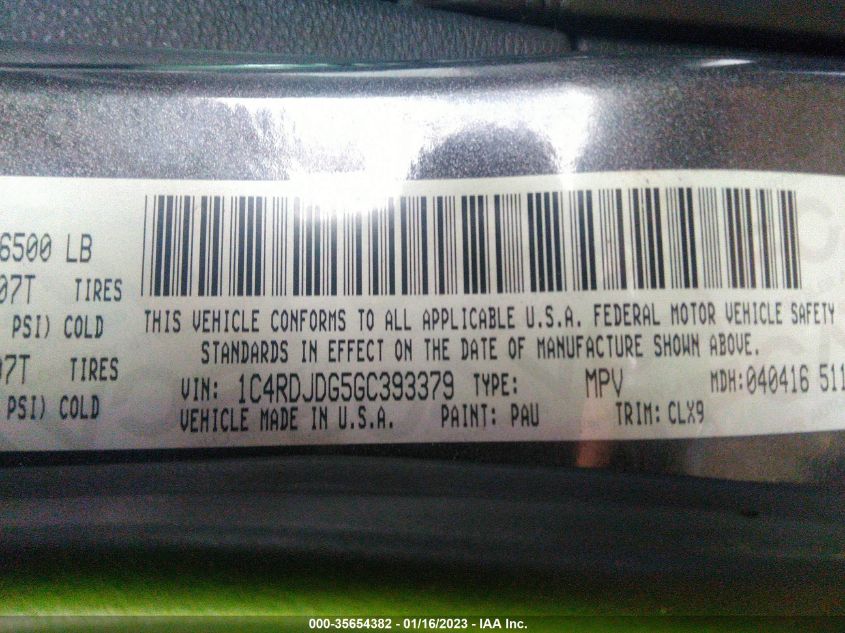 6500 LB
07T TIRES
PSI) COLD
07T TIRES
PSI) COLD
THIS VEHICLE CONFORMS TO ALL APPLICABLE U.S.A. FEDERAL MOTOR VEHICLE SAFETY
STANDARDS IN EFFECT ON THE DATE OF MANUFACTURE SHOWN ABOVE.
VIN: 1C4RDJDG5GC393379 TYPE: MPV MDH:040416 511
VEHICLE MADE IN U.S.A. PAINT: PAU TRIM: CLX9
000-35654382 - 01/16/2023 - IAA Inc.